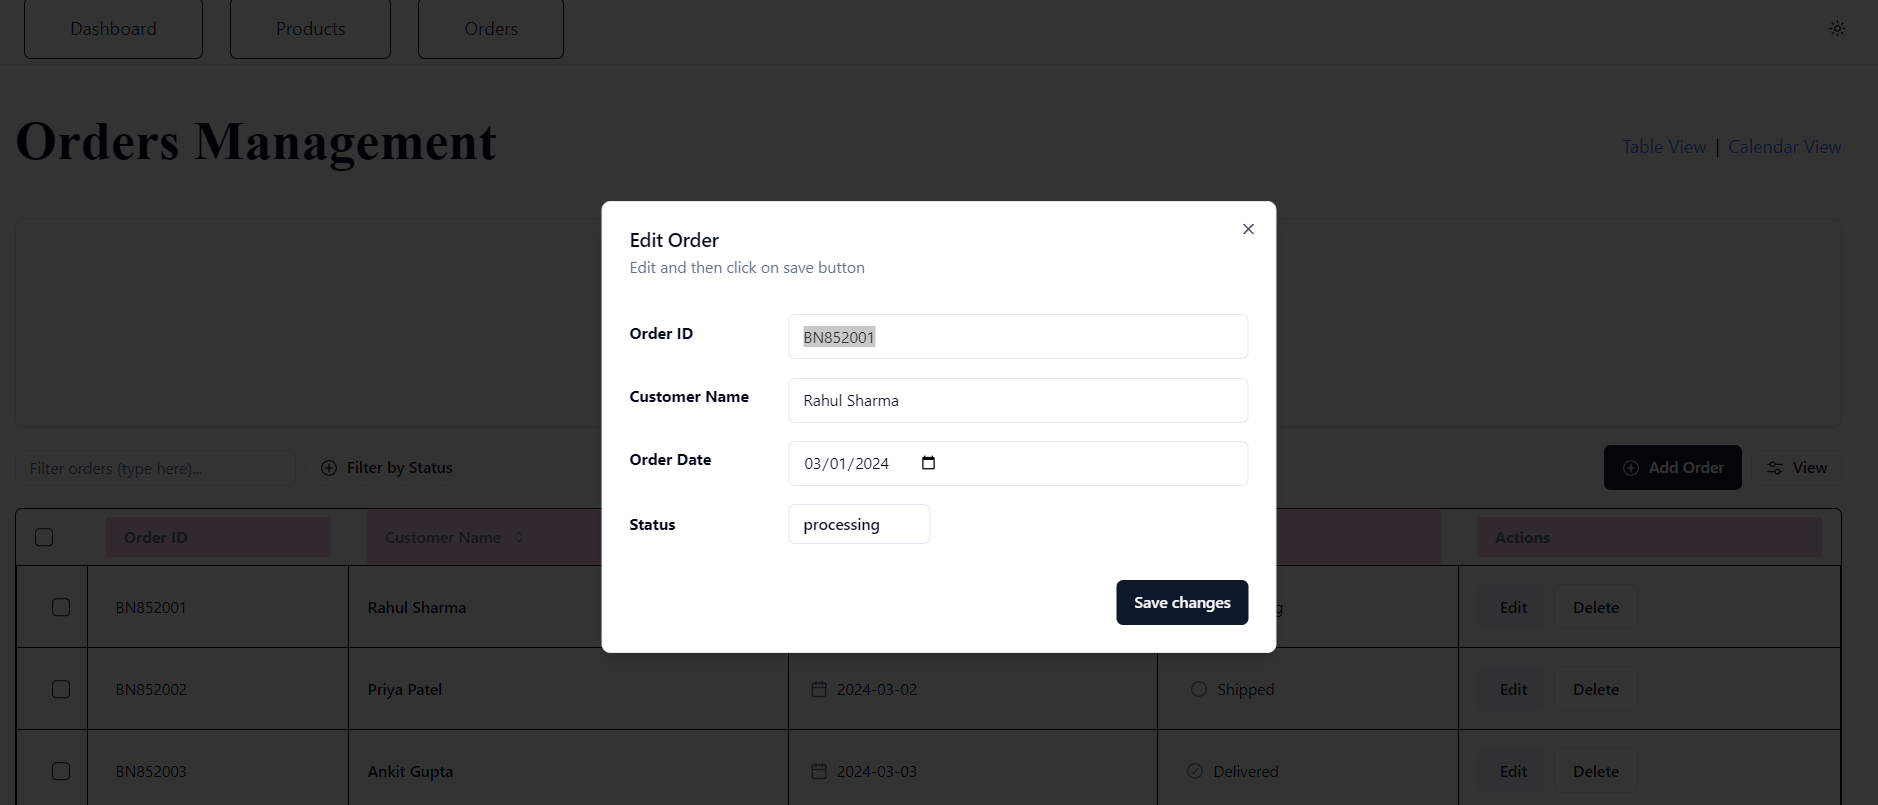 Dashboard Products Orders
Orders Management
Table View | Calendar View
Edit Order
Edit and then click on save button
Order ID BN852001
Customer Name Rahul Sharma
Order Date 03/01/2024
Status processing
Save changes
Filter orders (type here)... Filter by Status Add Order View
Order ID Customer Name Actions
BN852001 Rahul Sharma g Edit Delete
BN852002 Priya Patel 2024-03-02 Shipped Edit Delete
BN852003 Ankit Gupta 2024-03-03 Delivered Edit Delete